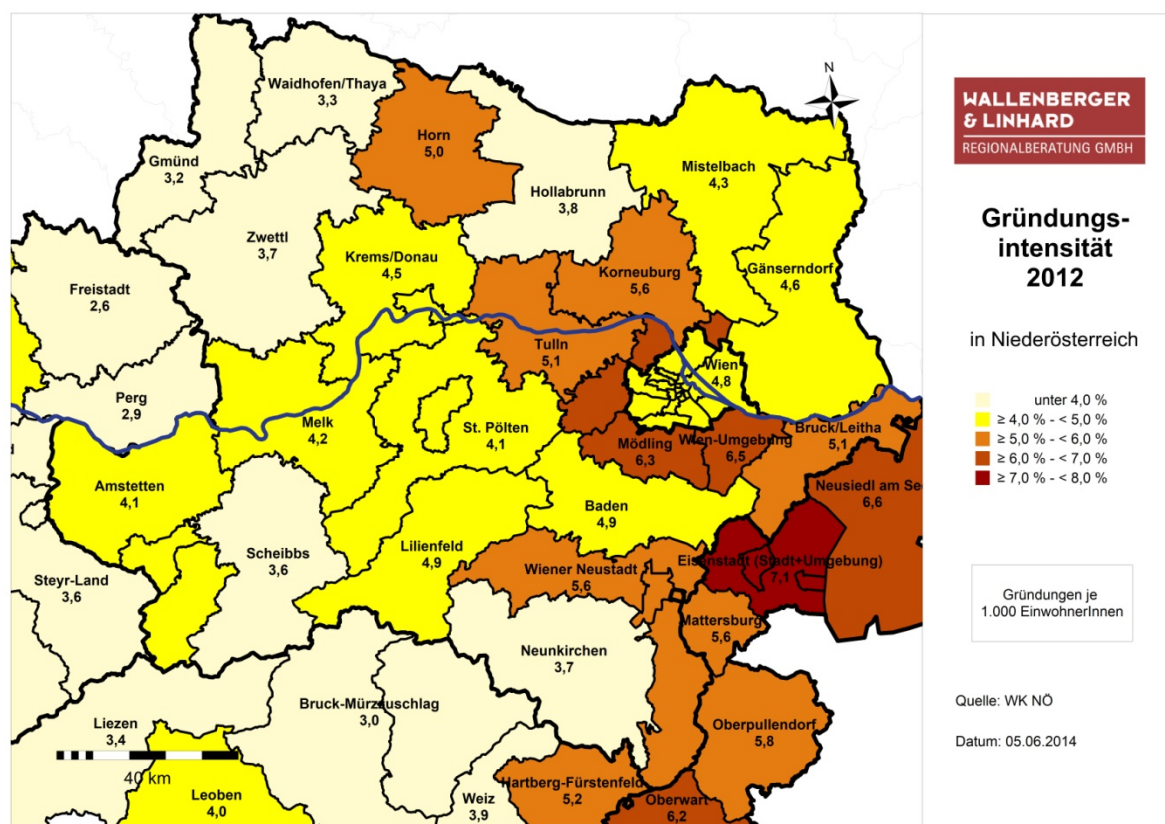 Waidhofen/Thaya
3,3
N
Horn
5,0
Gmünd
3,2
Mistelbach
4,3
Hollabrunn
3,8
Zwettl
3,7
Krems/Donau
4,5
Korneuburg
5,6
Gänserndorf
4,6
Freistadt
2,6
Tulln
5,1
Wien
4,8
Perg
2,9
Melk
4,2
St. Pölten
4,1
Mödling
6,3
Wien-Umgebung
6,5
Bruck/Leitha
5,1
Amstetten
4,1
Neusiedl am See
6,6
Baden
4,9
Scheibbs
3,6
Lilienfeld
4,9
Eisenstadt (Stadt+Umgebung)
7,1
Wiener Neustadt
5,6
Steyr-Land
3,6
Mattersburg
5,6
Neunkirchen
3,7
Bruck-Mürzzuschlag
3,0
Liezen
3,4
Oberpullendorf
5,8
40 km
Hartberg-Fürstenfeld
5,2
Leoben
4,0
Weiz
3,9
Oberwart
6,2
WALLENBERGER
& LINHARD
REGIONALBERATUNG GMBH
Gründungs-
intensität
2012
in Niederösterreich
unter 4,0 %
≥ 4,0 % - < 5,0 %
≥ 5,0 % - < 6,0 %
≥ 6,0 % - < 7,0 %
≥ 7,0 % - < 8,0 %
Gründungen je
1.000 EinwohnerInnen
Quelle: WK NÖ
Datum: 05.06.2014